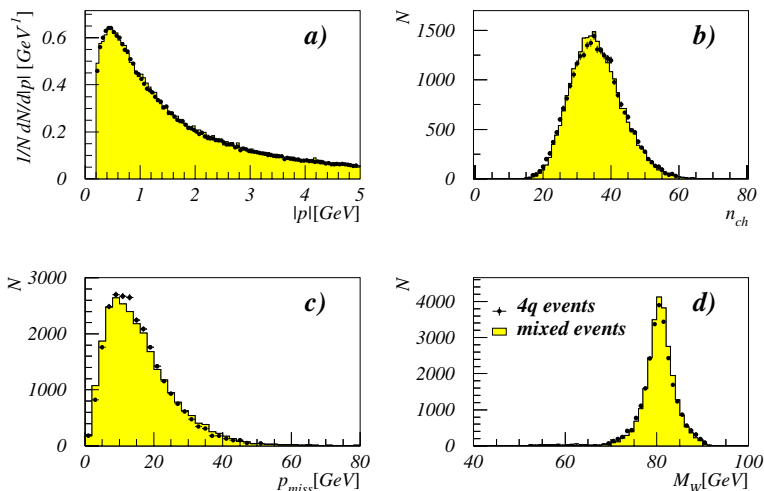 1/N dN/d|p| [GeV⁻¹]
0.6
0.4
0.2
0
a)
0 1 2 3 4 5
|p|[GeV]
N
1500
1000
500
0
b)
0 20 40 60 80
n_ch
N
3000
2000
1000
0
c)
0 20 40 60 80
p_miss[GeV]
N
4000
3000
2000
1000
0
4q events
mixed events
d)
40 60 80 100
M_W[GeV]